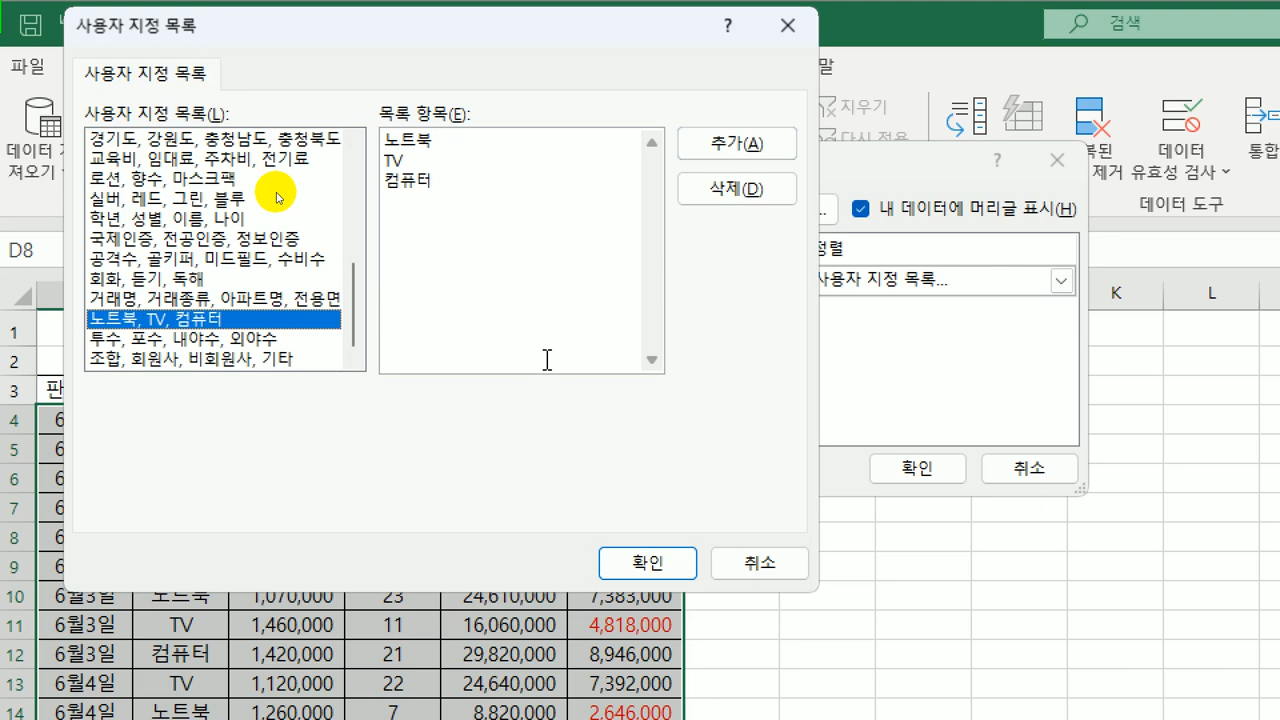 사용자 지정 목록
?
검색
파일
말
사용자 지정 목록
사용자 지정 목록(L):
목록 항목(E):
경기도, 강원도, 충청남도, 충청북도
교육비, 임대료, 주차비, 전기료
로션, 향수, 마스크팩
실버, 레드, 그린, 블루
학년, 성별, 이름, 나이
국제인증, 전공인증, 정보인증
공격수, 골키퍼, 미드필드, 수비수
회화, 듣기, 독해
거래명, 거래종류, 아파트명, 전용면
노트북, TV, 컴퓨터
투수, 포수, 내야수, 외야수
조합, 회원사, 비회원사, 기타
노트북
TV
컴퓨터
추가(A)
삭제(D)
확인
취소
지우기
다시 적용
데이터
져오기
복된
제거
데이터
유효성 검사
통합
데이터 도구
?
내 데이터에 머리글 표시(H)
정렬
사용자 지정 목록...
확인
취소
D8
K L
1
2
3 판
4 6
5 6
6 6
7 6
8 6
9 6
10 6월3일 노트북 1,070,000 23 24,610,000 7,383,000
11 6월3일 TV 1,460,000 11 16,060,000 4,818,000
12 6월3일 컴퓨터 1,420,000 21 29,820,000 8,946,000
13 6월4일 TV 1,120,000 22 24,640,000 7,392,000
14 6월4일 노트북 1,260,000 7 8,820,000 2,646,000